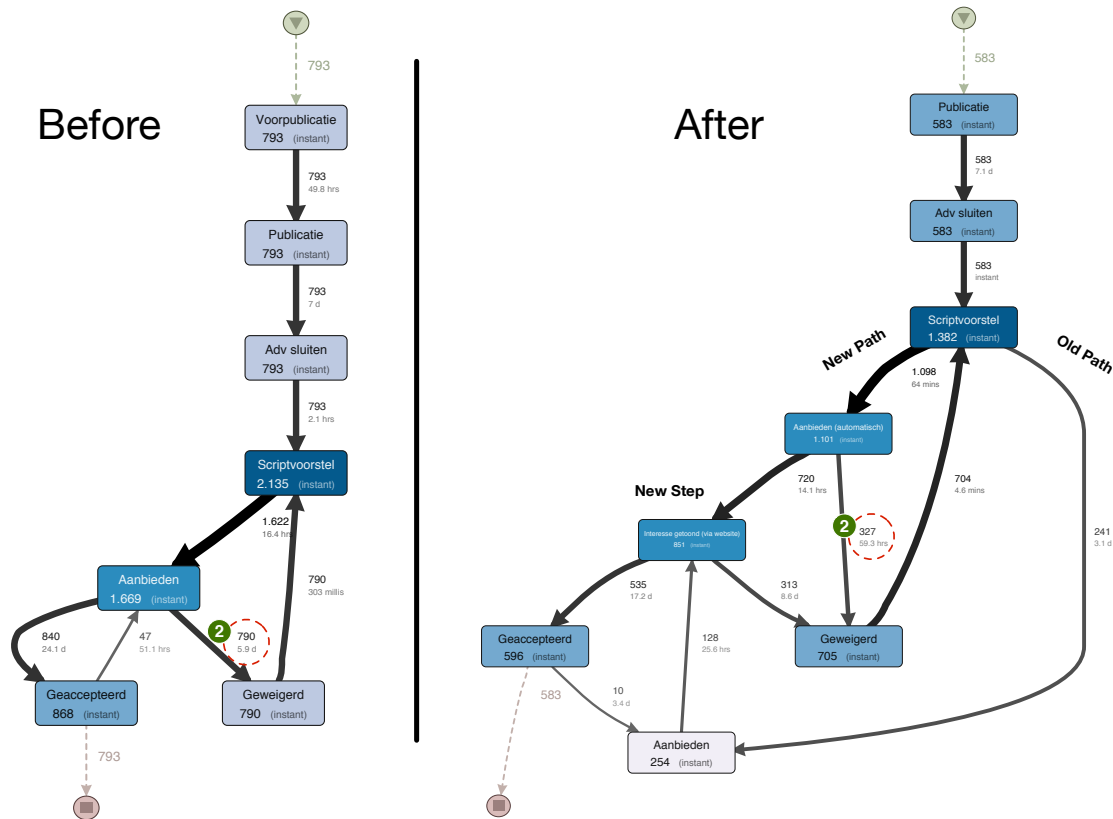 Before
793
Voorpublicatie
793 (instant)
793
49.8 hrs
Publicatie
793 (instant)
793
7 d
Adv sluiten
793 (instant)
793
2.1 hrs
Scriptvoorstel
2.135 (instant)
1.622
16.4 hrs
790
303 millis
Aanbieden
1.669 (instant)
840
24.1 d
47
51.1 hrs
2
790
5.9 d
Geaccepteerd
868 (instant)
Geweigerd
790 (instant)
793
After
583
Publicatie
583 (instant)
583
7.1 d
Adv sluiten
583 (instant)
583
instant
Scriptvoorstel
1.382 (instant)
New Path
Old Path
1.098
64 mins
Aanbieden (automatisch)
1.101 (instant)
720
14.1 hrs
704
4.6 mins
New Step
2
327
59.3 hrs
241
3.1 d
Interesse getoond (via website)
851 (instant)
535
17.2 d
313
8.6 d
128
25.6 hrs
Geaccepteerd
596 (instant)
Geweigerd
705 (instant)
583
10
3.4 d
Aanbieden
254 (instant)